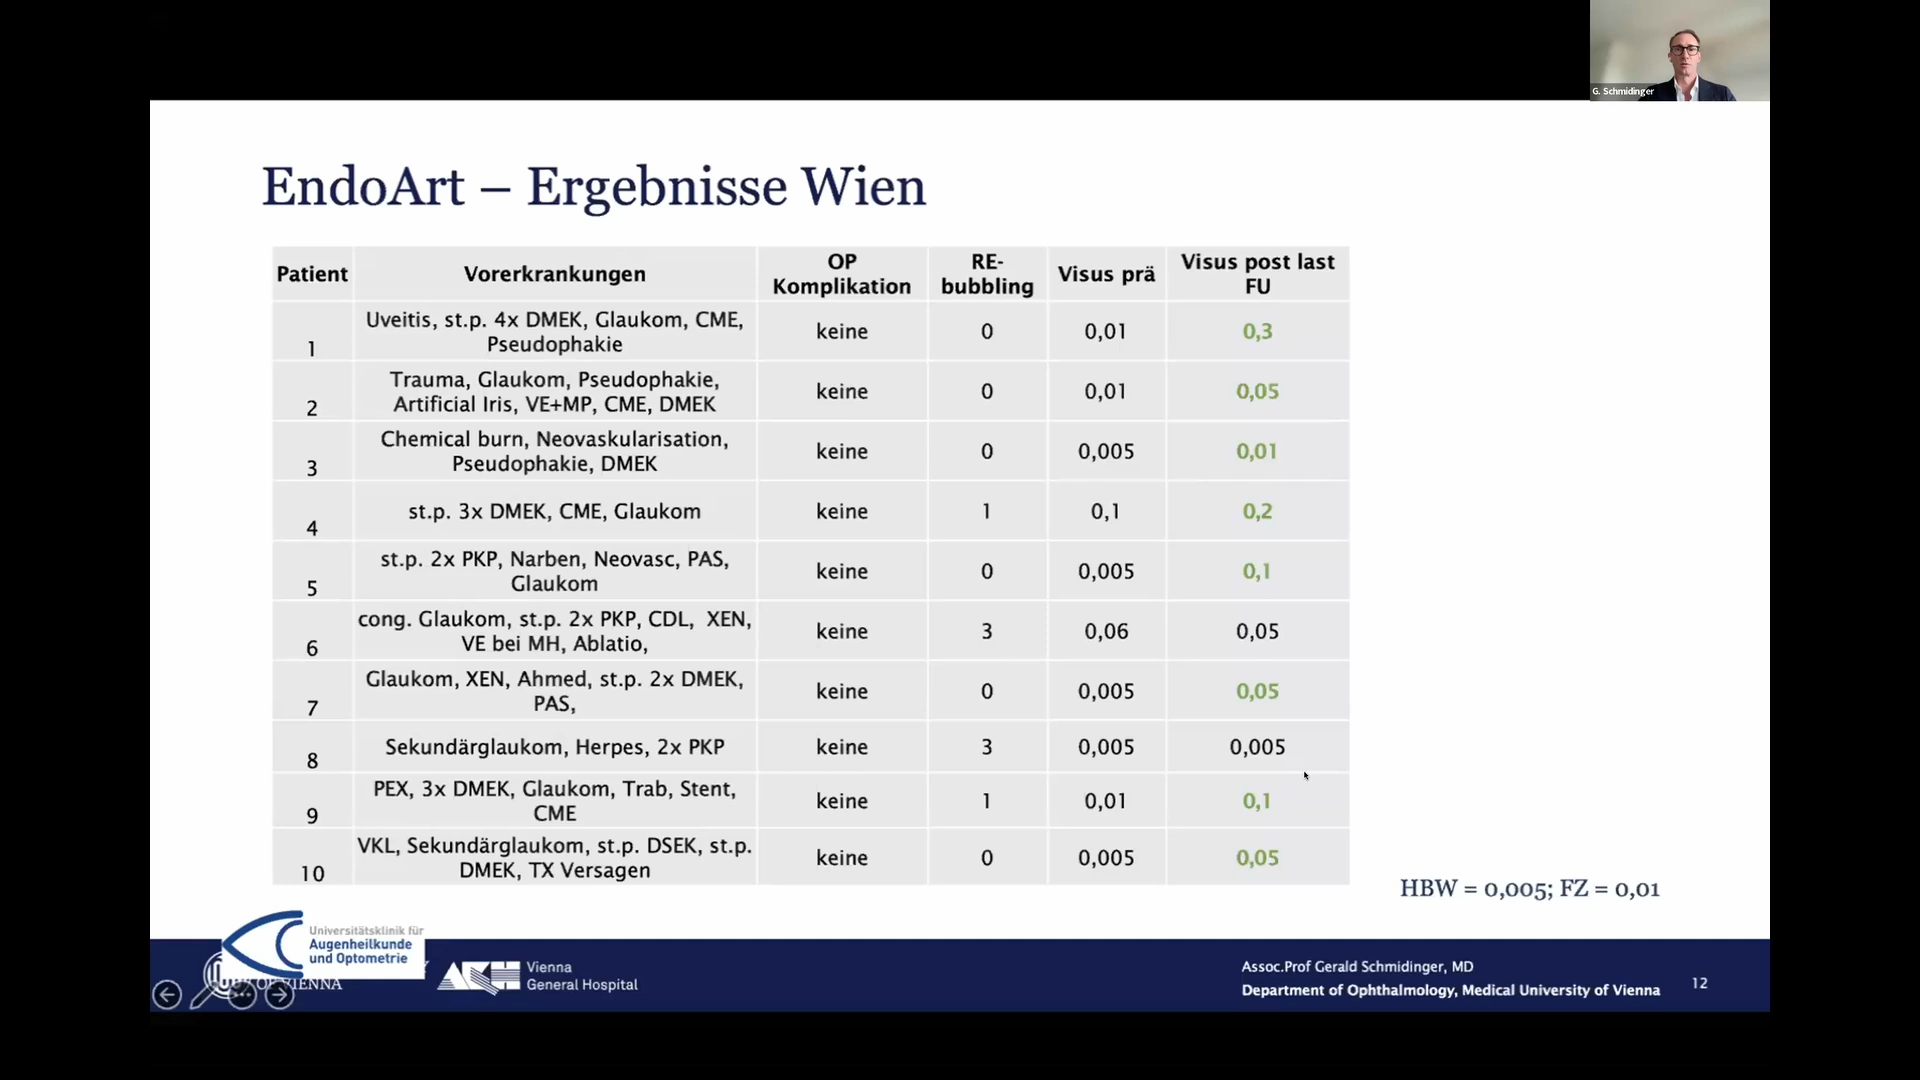 G. Schmidinger
EndoArt – Ergebnisse Wien
Patient Vorerkrankungen OP Komplikation RE-bubbling Visus prä Visus post last FU
1 Uveitis, st.p. 4x DMEK, Glaukom, CME, Pseudophakie keine 0 0,01 0,3
2 Trauma, Glaukom, Pseudophakie, Artificial Iris, VE+MP, CME, DMEK keine 0 0,01 0,05
3 Chemical burn, Neovaskularisation, Pseudophakie, DMEK keine 0 0,005 0,01
4 st.p. 3x DMEK, CME, Glaukom keine 1 0,1 0,2
5 st.p. 2x PKP, Narben, Neovasc, PAS, Glaukom keine 0 0,005 0,1
6 cong. Glaukom, st.p. 2x PKP, CDL, XEN, VE bei MH, Ablatio, keine 3 0,06 0,05
7 Glaukom, XEN, Ahmed, st.p. 2x DMEK, PAS, keine 0 0,005 0,05
8 Sekundärglaukom, Herpes, 2x PKP keine 3 0,005 0,005
9 PEX, 3x DMEK, Glaukom, Trab, Stent, CME keine 1 0,01 0,1
10 VKL, Sekundärglaukom, st.p. DSEK, st.p. DMEK, TX Versagen keine 0 0,005 0,05
HBW = 0,005; FZ = 0,01
Universitätsklinik für
Augenheilkunde
und Optometrie
OF VIENNA
AKH
Vienna
General Hospital
Assoc.Prof Gerald Schmidinger, MD
Department of Ophthalmology, Medical University of Vienna
12